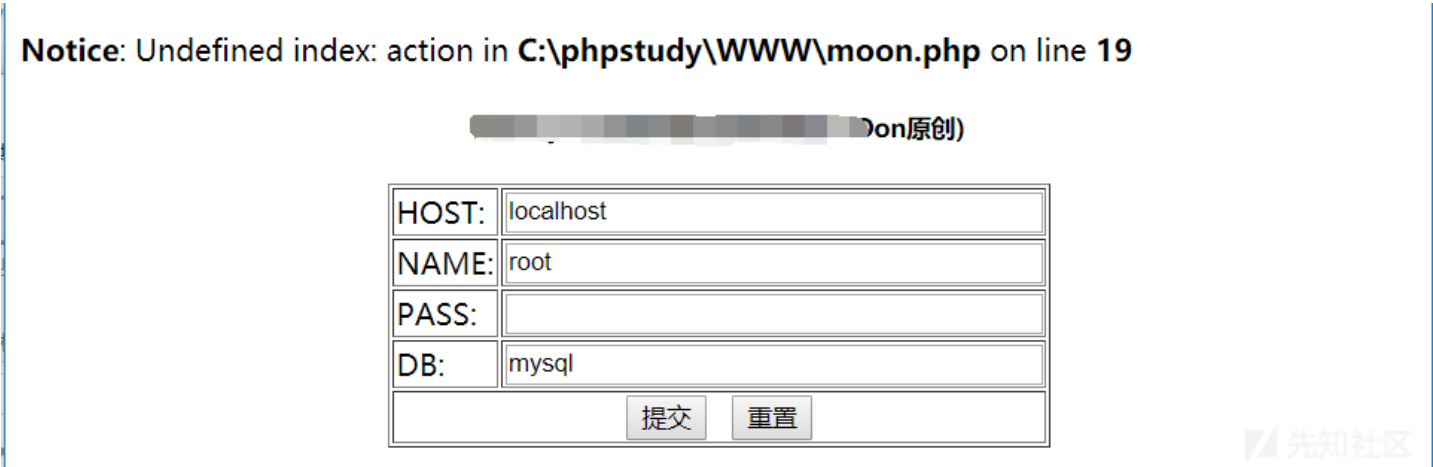 Notice: Undefined index: action in C:\phpstudy\WWW\moon.php on line 19
Don原创)
HOST: localhost
NAME: root
PASS:
DB: mysql
提交 重置
先知社区